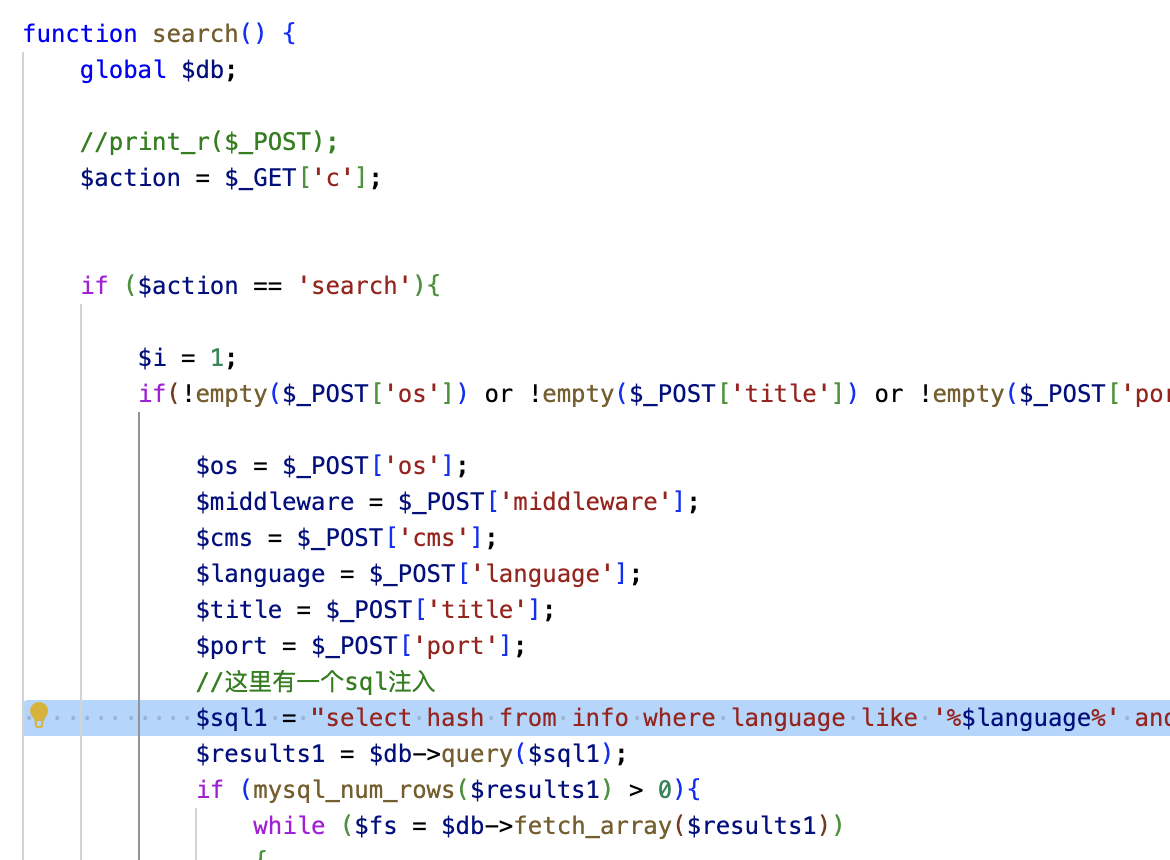 function search() {
global $db;
//print_r($_POST);
$action = $_GET['c'];
if ($action == 'search'){
$i = 1;
if(!empty($_POST['os']) or !empty($_POST['title']) or !empty($_POST['por
$os = $_POST['os'];
$middleware = $_POST['middleware'];
$cms = $_POST['cms'];
$language = $_POST['language'];
$title = $_POST['title'];
$port = $_POST['port'];
//这里有一个sql注入
$sql1 = "select hash from info where language like '%$language%' and
$results1 = $db->query($sql1);
if (mysql_num_rows($results1) > 0){
while ($fs = $db->fetch_array($results1))
{